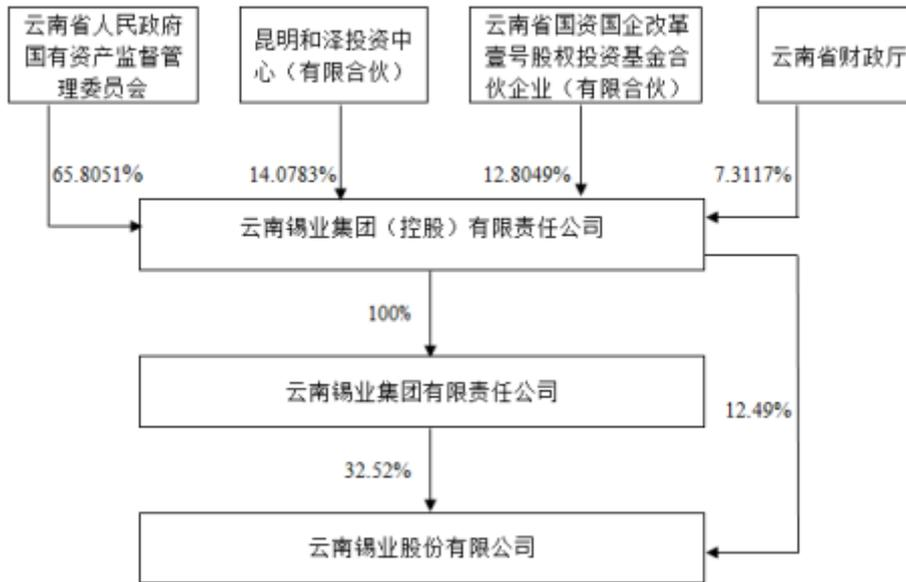 云南省人民政府
国有资产监督管
理委员会
昆明和泽投资中
心（有限合伙）
云南省国资国企改革
壹号股权投资基金合
伙企业（有限合伙）
云南省财政厅
65.8051%
14.0783%
12.8049%
7.3117%
云南锡业集团（控股）有限责任公司
100%
云南锡业集团有限责任公司
12.49%
32.52%
云南锡业股份有限公司